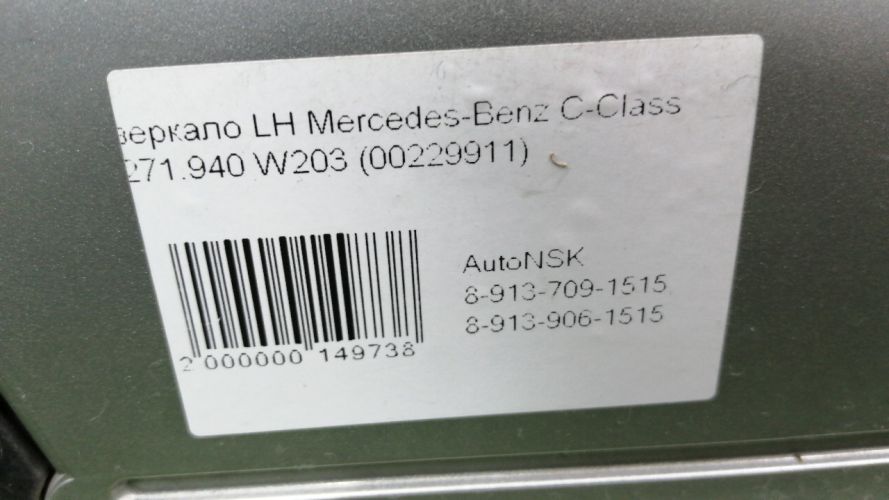 зеркало LH Mercedes-Benz C-Class
271.940 W203 (00229911)
AutoNSK
8-913-709-1515
8-913-906-1515
2 000000 149738